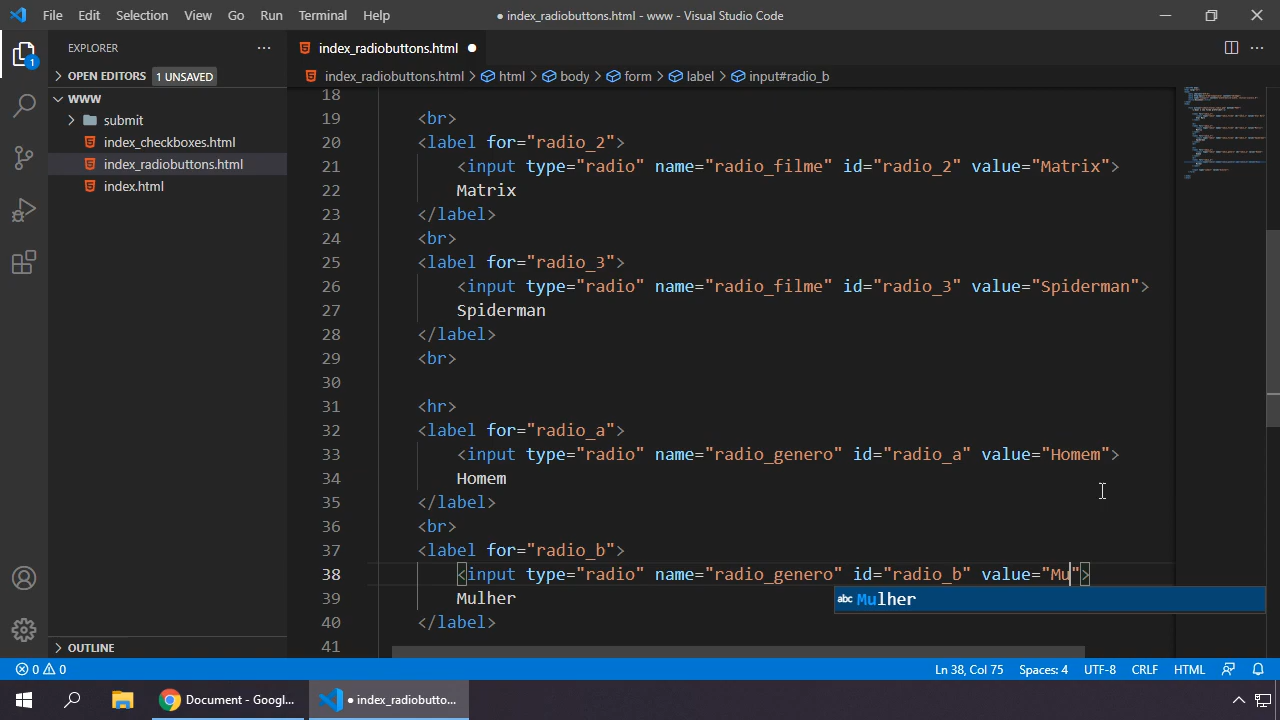 File Edit Selection View Go Run Terminal Help
● index_radiobuttons.html - www - Visual Studio Code
EXPLORER
index_radiobuttons.html
OPEN EDITORS 1 UNSAVED
index_radiobuttons.html > html > body > form > label > input#radio_b
WWW
submit
index_checkboxes.html
index_radiobuttons.html
index.html
18
19 <br>
20 <label for="radio_2">
21 <input type="radio" name="radio_filme" id="radio_2" value="Matrix">
22 Matrix
23 </label>
24 <br>
25 <label for="radio_3">
26 <input type="radio" name="radio_filme" id="radio_3" value="Spiderman">
27 Spiderman
28 </label>
29 <br>
30
31 <hr>
32 <label for="radio_a">
33 <input type="radio" name="radio_genero" id="radio_a" value="Homem">
34 Homem
35 </label>
36 <br>
37 <label for="radio_b">
38 <input type="radio" name="radio_genero" id="radio_b" value="Mu">
abc Mulher
39 Mulher
40 </label>
41
OUTLINE
1
0 0
Ln 38, Col 75 Spaces: 4 UTF-8 CRLF HTML
Document - Googl...
● index_radiobutto...